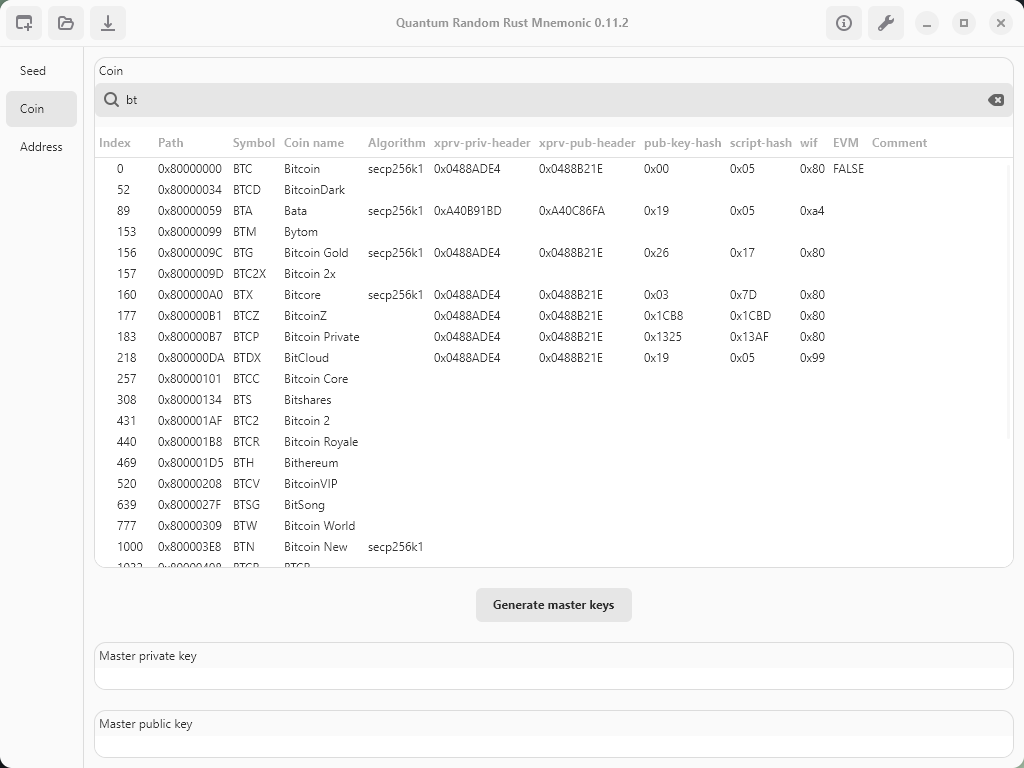 Quantum Random Rust Mnemonic 0.11.2
Seed
Coin
Address
Coin
bt
Index Path Symbol Coin name Algorithm xprv-priv-header xprv-pub-header pub-key-hash script-hash wif EVM Comment
0 0x80000000 BTC Bitcoin secp256k1 0x0488ADE4 0x0488B21E 0x00 0x05 0x80 FALSE
52 0x80000034 BTCD BitcoinDark
89 0x80000059 BTA Bata secp256k1 0xA40B91BD 0xA40C86FA 0x19 0x05 0xa4
153 0x80000099 BTM Bytom
156 0x8000009C BTG Bitcoin Gold secp256k1 0x0488ADE4 0x0488B21E 0x26 0x17 0x80
157 0x8000009D BTC2X Bitcoin 2x
160 0x800000A0 BTX Bitcore secp256k1 0x0488ADE4 0x0488B21E 0x03 0x7D 0x80
177 0x800000B1 BTCZ BitcoinZ 0x0488ADE4 0x0488B21E 0x1CB8 0x1CBD 0x80
183 0x800000B7 BTCP Bitcoin Private 0x0488ADE4 0x0488B21E 0x1325 0x13AF 0x80
218 0x800000DA BTDX BitCloud 0x0488ADE4 0x0488B21E 0x19 0x05 0x99
257 0x80000101 BTCC Bitcoin Core
308 0x80000134 BTS Bitshares
431 0x800001AF BTC2 Bitcoin 2
440 0x800001B8 BTCR Bitcoin Royale
469 0x800001D5 BTH Bithereum
520 0x80000208 BTCV BitcoinVIP
639 0x8000027F BTSG BitSong
777 0x80000309 BTW Bitcoin World
1000 0x800003E8 BTN Bitcoin New secp256k1
Generate master keys
Master private key
Master public key